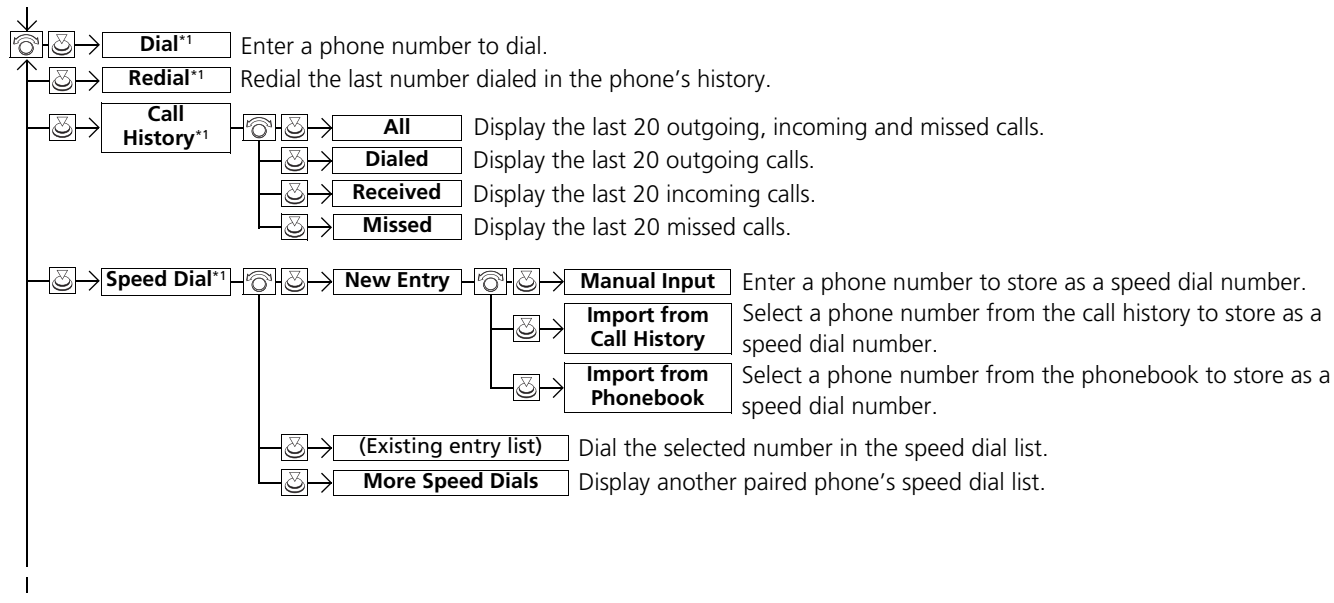 Dial*1 Enter a phone number to dial.
Redial*1 Redial the last number dialed in the phone's history.
Call
History*1
All Display the last 20 outgoing, incoming and missed calls.
Dialed Display the last 20 outgoing calls.
Received Display the last 20 incoming calls.
Missed Display the last 20 missed calls.
Speed Dial*1 New Entry Manual Input Enter a phone number to store as a speed dial number.
Import from
Call History
Select a phone number from the call history to store as a
speed dial number.
Import from
Phonebook
Select a phone number from the phonebook to store as a
speed dial number.
(Existing entry list) Dial the selected number in the speed dial list.
More Speed Dials Display another paired phone's speed dial list.